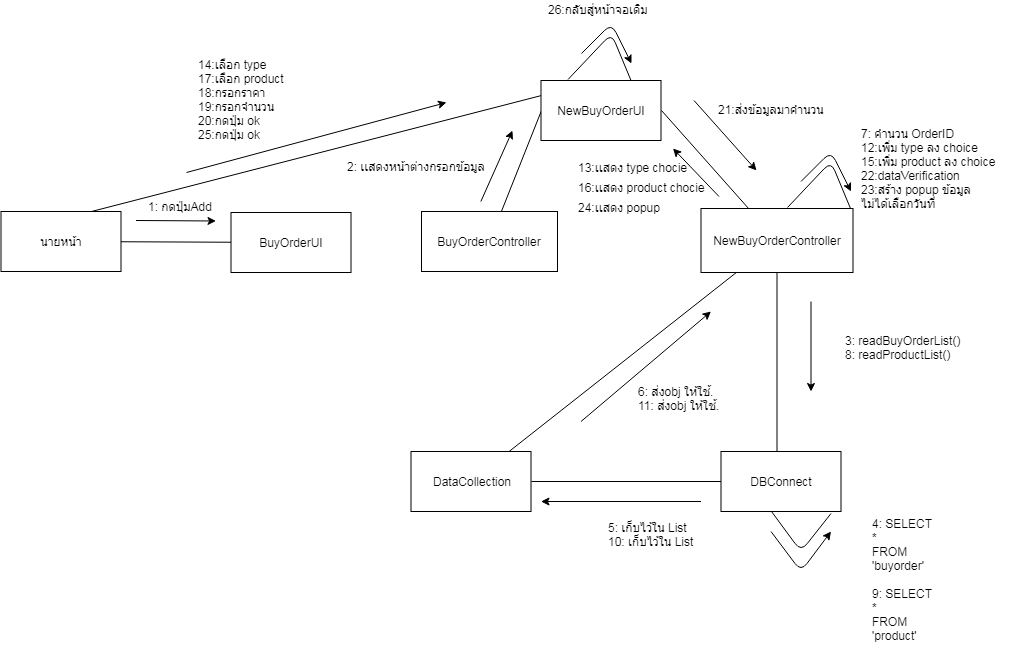 26:กลับสู่หน้าจอเดิม
14:เลือก type
17:เลือก product
18:กรอกราคา
19:กรอกจำนวน
20:กดปุ่ม ok
25:กดปุ่ม ok
NewBuyOrderUI
21:ส่งข้อมูลมาคำนวน
7: คำนวน OrderID
12:เพิ่ม type ลง choice
15:เพิ่ม product ลง choice
22:dataVerification
23:สร้าง popup ข้อมูล
ไม่ได้เลือกวันที่
2: แสดงหน้าต่างกรอกข้อมูล
13:แสดง type chocie
16:แสดง product chocie
24:แสดง popup
1: กดปุ่มAdd
นายหน้า
BuyOrderUI
BuyOrderController
NewBuyOrderController
3: readBuyOrderList()
8: readProductList()
6: ส่งobj ให้ใช้.
11: ส่งobj ให้ใช้.
DataCollection
DBConnect
5: เก็บไว้ใน List
10: เก็บไว้ใน List
4: SELECT
*
FROM
'buyorder'
9: SELECT
*
FROM
'product'